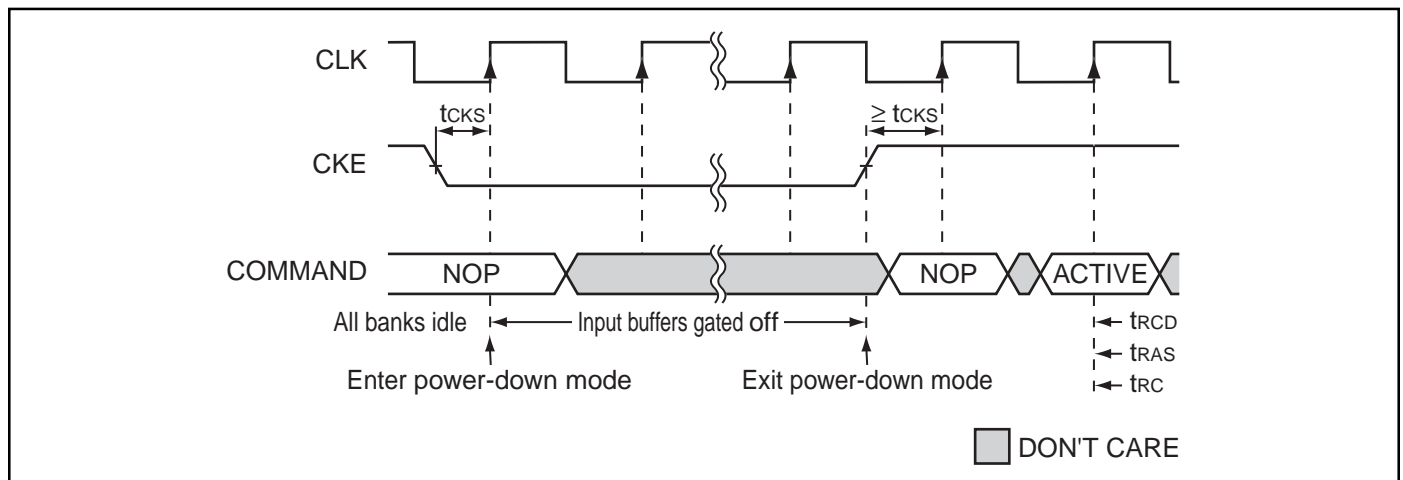 CLK
tCKS
≥ tCKS
CKE
COMMAND
NOP
NOP
ACTIVE
All banks idle
Input buffers gated off
tRCD
tRAS
tRC
Enter power-down mode
Exit power-down mode
DON'T CARE